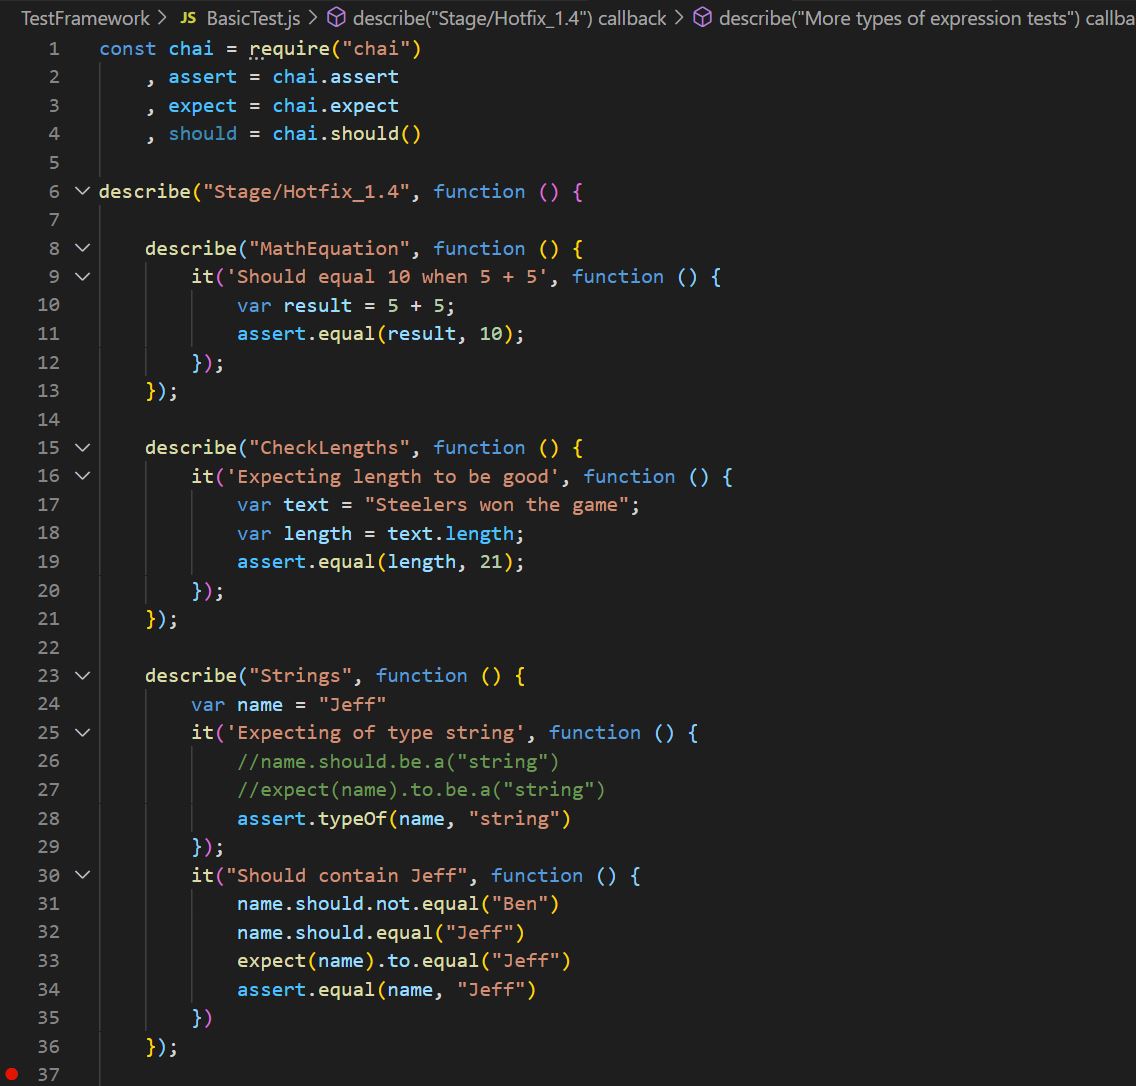 TestFramework > JS BasicTest.js > describe("Stage/Hotfix_1.4") callback > describe("More types of expression tests") callba
1 const chai = require("chai")
2     , assert = chai.assert
3     , expect = chai.expect
4     , should = chai.should()
5
6 describe("Stage/Hotfix_1.4", function () {
7
8     describe("MathEquation", function () {
9         it('Should equal 10 when 5 + 5', function () {
10             var result = 5 + 5;
11             assert.equal(result, 10);
12         });
13     });
14
15     describe("CheckLengths", function () {
16         it('Expecting length to be good', function () {
17             var text = "Steelers won the game";
18             var length = text.length;
19             assert.equal(length, 21);
20         });
21     });
22
23     describe("Strings", function () {
24         var name = "Jeff"
25         it('Expecting of type string', function () {
26             //name.should.be.a("string")
27             //expect(name).to.be.a("string")
28             assert.typeOf(name, "string")
29         });
30         it("Should contain Jeff", function () {
31             name.should.not.equal("Ben")
32             name.should.equal("Jeff")
33             expect(name).to.equal("Jeff")
34             assert.equal(name, "Jeff")
35         })
36     });
37